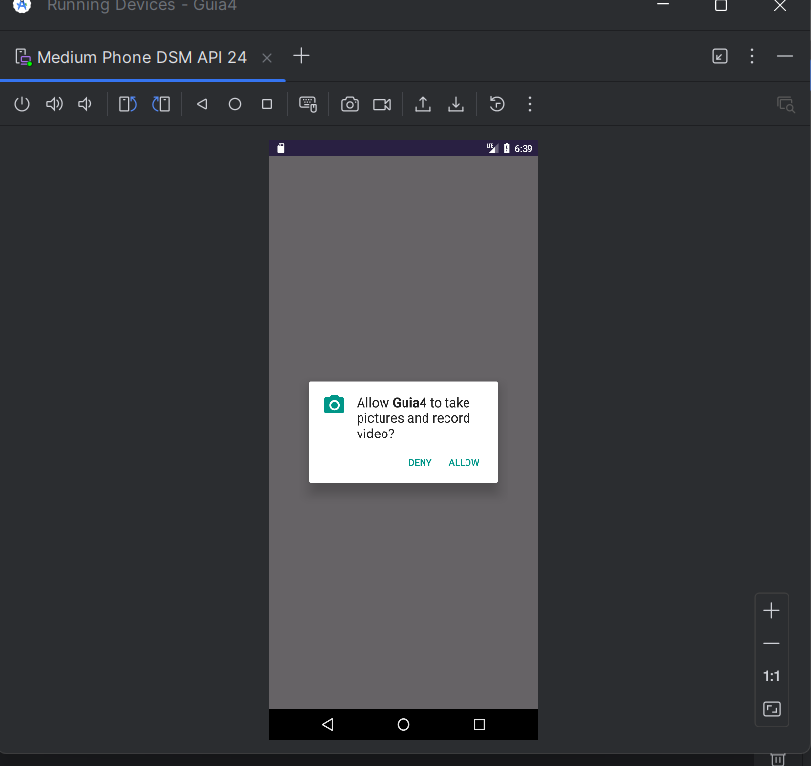 Running Devices - Guia4
Medium Phone DSM API 24
LTE 6:39
Allow Guia4 to take
pictures and record
video?
DENY ALLOW
1:1